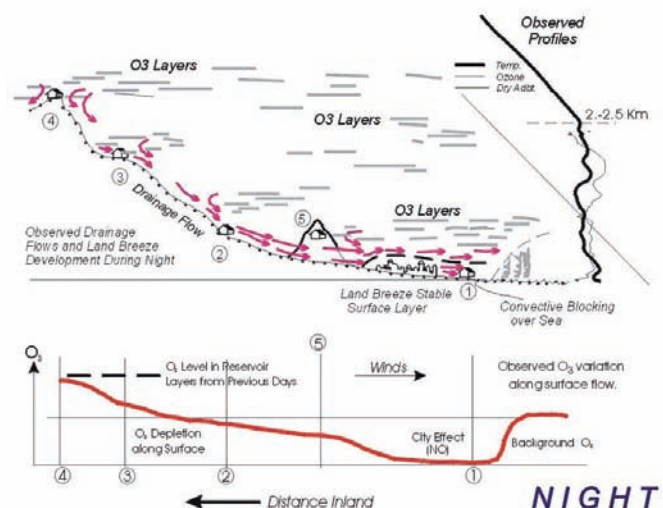 Observed
Profiles
Temp.
Ozone
Dry Adbt.
2.-2.5 Km
O3 Layers
O3 Layers
O3 Layers
④
③
②
⑤
①
Drainage Flow
Observed Drainage
Flows and Land Breeze
Development During Night
Land Breeze Stable
Surface Layer
Convective Blocking
over Sea
O₃
O₃ Level in Reservoir
Layers from Previous Days
⑤
Winds
Observed O₃ variation
along surface flow.
O₃ Depletion
along Surface
City Effect
(NO)
Background O₃
④
③
②
①
Distance Inland
NIGHT